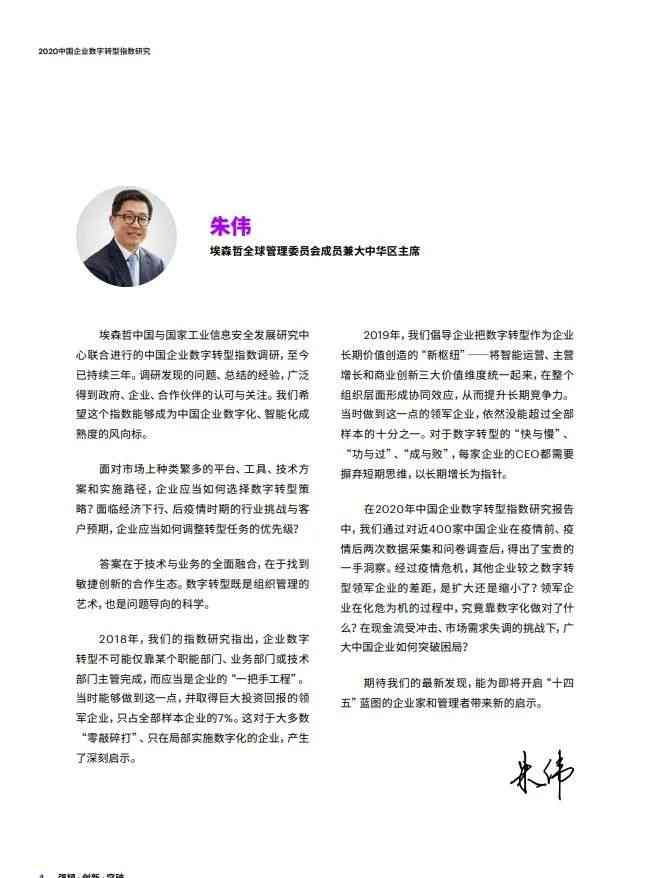 2020中国企业数字转型指数研究
朱伟
埃森哲全球管理委员会成员兼大中华区主席
埃森哲中国与国家工业信息安全发展研究中
心联合进行的中国企业数字转型指数调研，至今
已持续三年。调研发现的问题、总结的经验，广泛
得到政府、企业、合作伙伴的认可与关注。我们希
望这个指数能够成为中国企业数字化、智能化成
熟度的风向标。
面对市场上种类繁多的平台、工具、技术方
案和实施路径，企业应当如何选择数字转型策
略？面临经济下行、后疫情时期的行业挑战与客
户预期，企业应当如何调整转型任务的优先级？
答案在于技术与业务的全面融合，在于找到
敏捷创新的合作生态。数字转型既是组织管理的
艺术，也是问题导向的科学。
2018年，我们的指数研究指出，企业数字
转型不可能仅靠某个职能部门、业务部门或技术
部门主管完成，而应当是企业的“一把手工程”。
当时能够做到这一点，并取得巨大投资回报的领
军企业，只占全部样本企业的7%。这对于大多数
“零敲碎打”、只在局部实施数字化的企业，产生
了深刻启示。
2019年，我们倡导企业把数字转型作为企业
长期价值创造的“新枢纽”——将智能运营、主营
增长和商业创新三大价值维度统一起来，在整个
组织层面形成协同效应，从而提升长期竞争力。
当时做到这一点的领军企业，依然没能超过全部
样本的十分之一。对于数字转型的“快与慢”、
“功与过”、“成与败”，每家企业的CEO都需要
摒弃短期思维，以长期增长为指针。
在2020年中国企业数字转型指数研究报告
中，我们通过对近400家中国企业在疫情前、疫
情后两次数据采集和问卷调查后，得出了宝贵的
一手洞察。经过疫情危机，其他企业较之数字转
型领军企业的差距，是扩大还是缩小了？领军企
业在化危为机的过程中，究竟靠数字化做对了什
么？在现金流受冲击、市场需求失调的挑战下，广
大中国企业如何突破困局？
期待我们的最新发现，能为即将开启“十四
五”蓝图的企业家和管理者带来新的启示。
朱伟